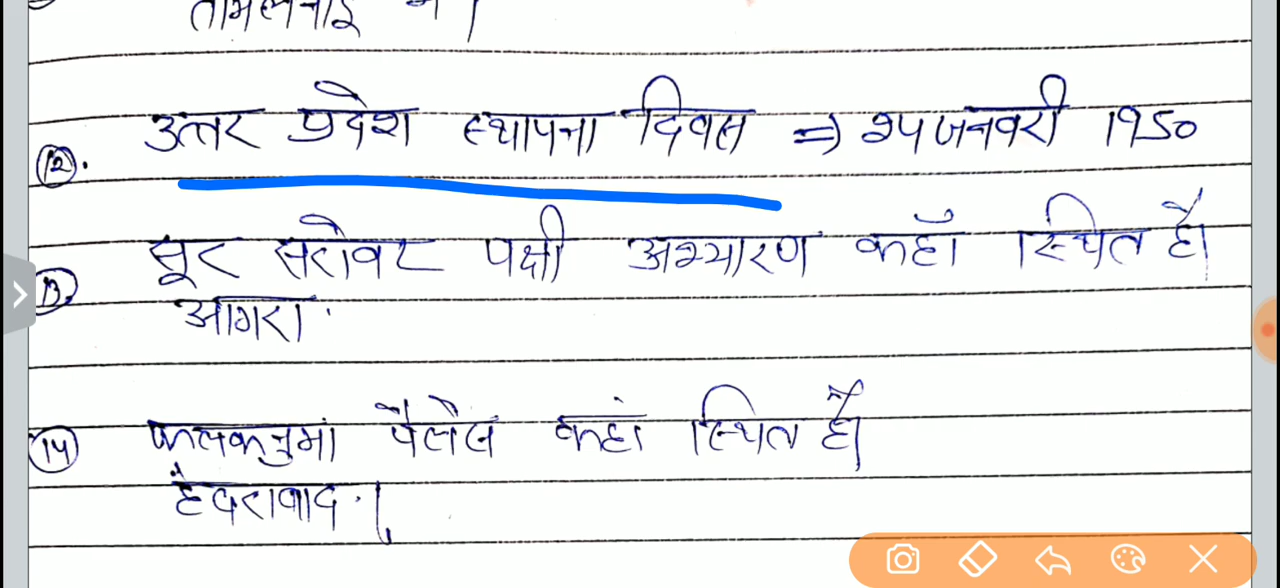 तामिलनाडु में |
12. उत्तर प्रदेश स्थापना दिवस => 24 जनवरी 1950
13. सूर सरोवर पक्षी अभ्यारण कहाँ स्थित है|
आगरा.
14 फलकनुमा पैलेस कहां स्थित है|
हैदरावाद.|